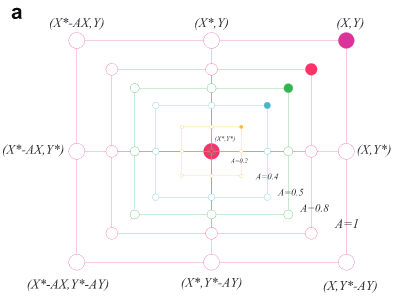 a
(X*-AX,Y) (X*,Y) (X,Y)
(X*,Y*)
(X*-AX,Y*) (X,Y*)
A=0.2
A=0.4
A=0.5
A=0.8
A=1
(X*-AX,Y*-AY) (X*,Y*-AY) (X,Y*-AY)